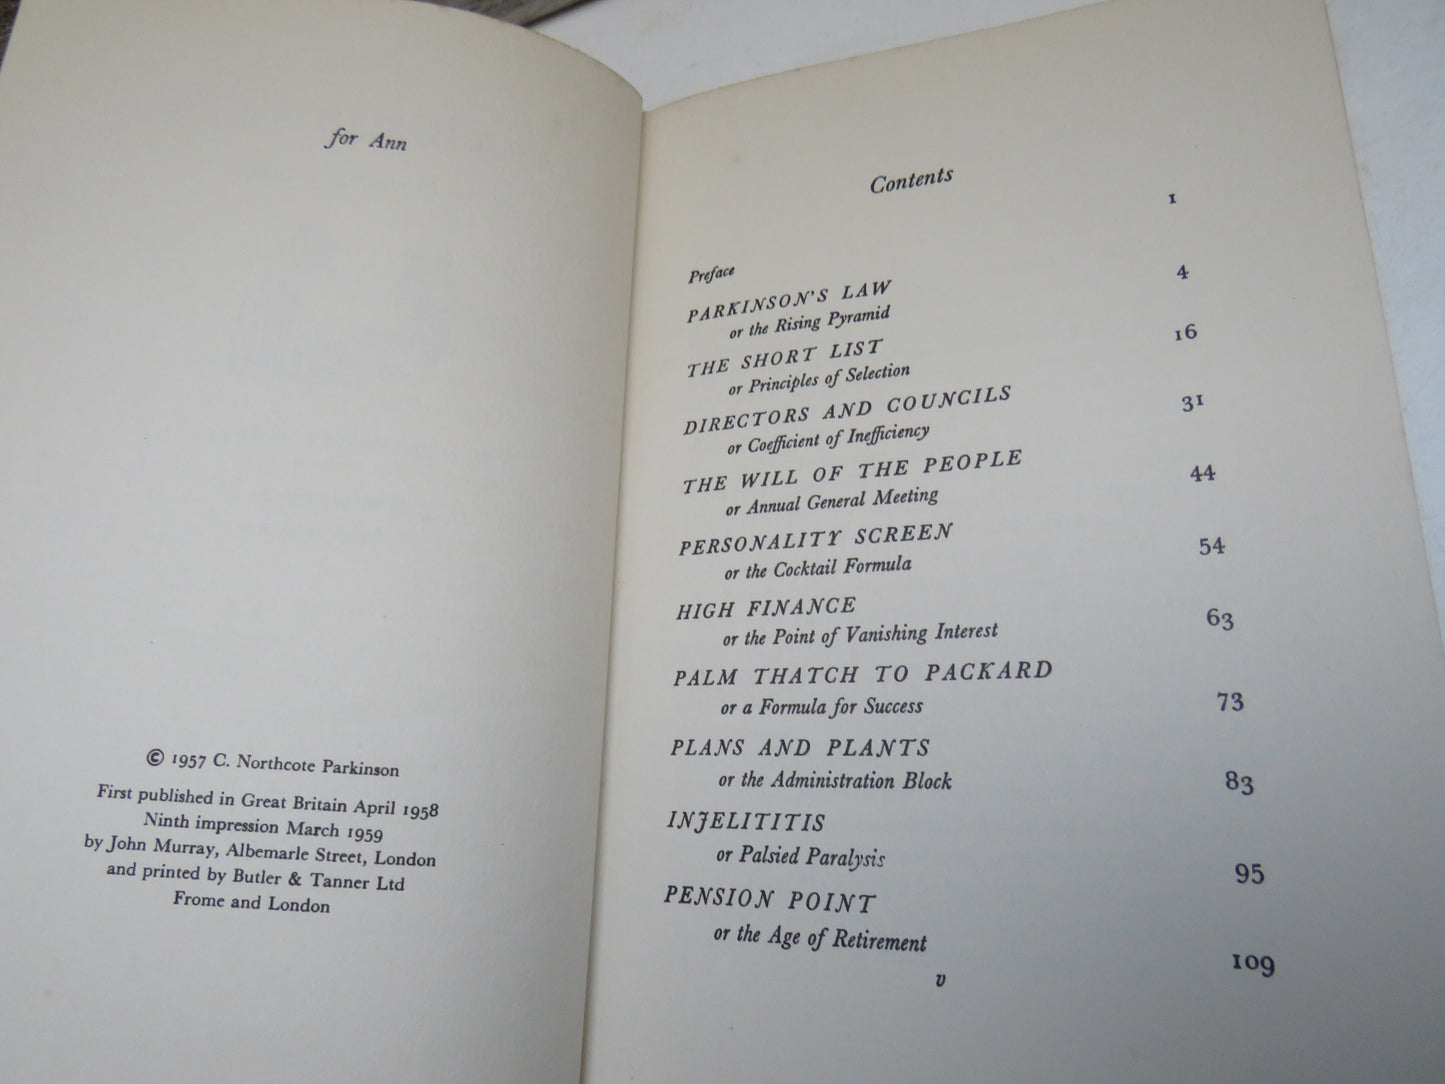 for Ann
© 1957 C. Northcote Parkinson
First published in Great Britain April 1958
Ninth impression March 1959
by John Murray, Albemarle Street, London
and printed by Butler & Tanner Ltd
Frome and London
Contents
Preface 1
PARKINSON'S LAW
or the Rising Pyramid 4
THE SHORT LIST
or Principles of Selection 16
DIRECTORS AND COUNCILS
or Coefficient of Inefficiency 31
THE WILL OF THE PEOPLE
or Annual General Meeting 44
PERSONALITY SCREEN
or the Cocktail Formula 54
HIGH FINANCE
or the Point of Vanishing Interest 63
PALM THATCH TO PACKARD
or a Formula for Success 73
PLANS AND PLANTS
or the Administration Block 83
INJELITITIS
or Palsied Paralysis 95
PENSION POINT
or the Age of Retirement 109
v